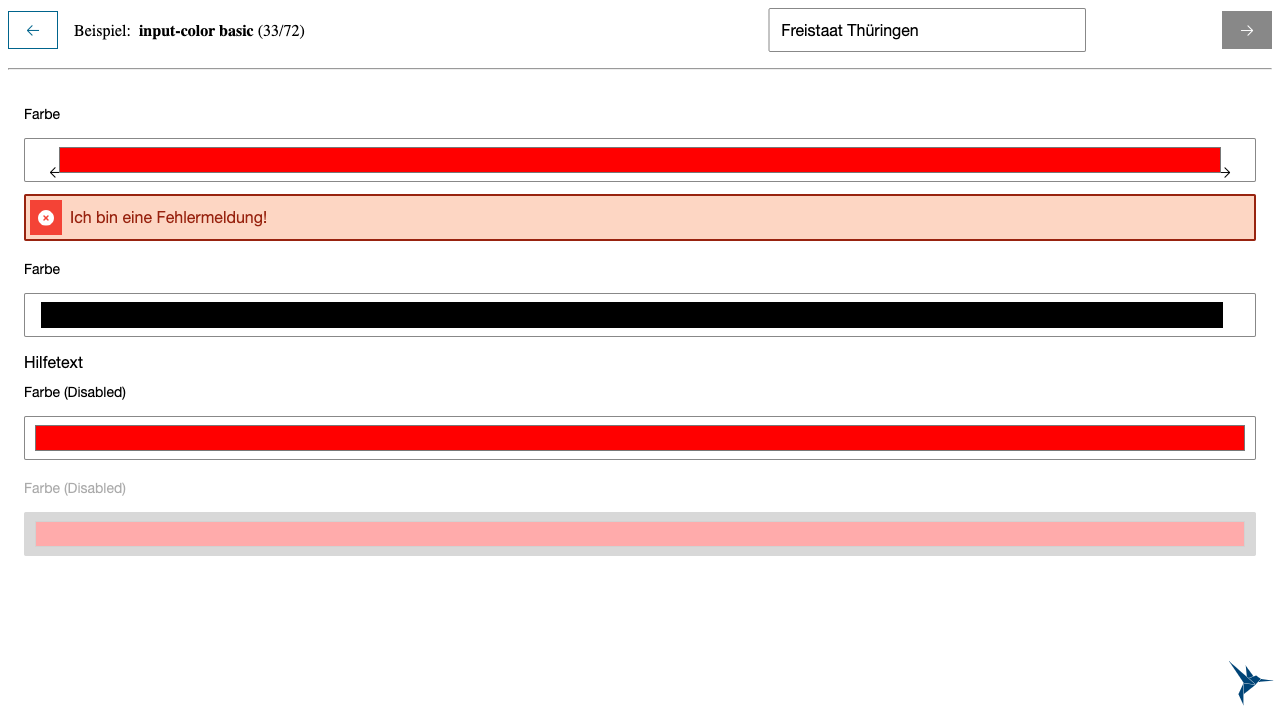 Beispiel: input-color basic (33/72)
Freistaat Thüringen
Farbe
Ich bin eine Fehlermeldung!
Farbe
Hilfetext
Farbe (Disabled)
Farbe (Disabled)